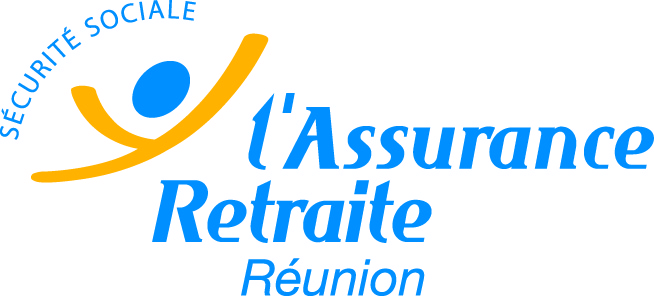 SÉCURITÉ SOCIALE
l'Assurance
Retraite
Réunion